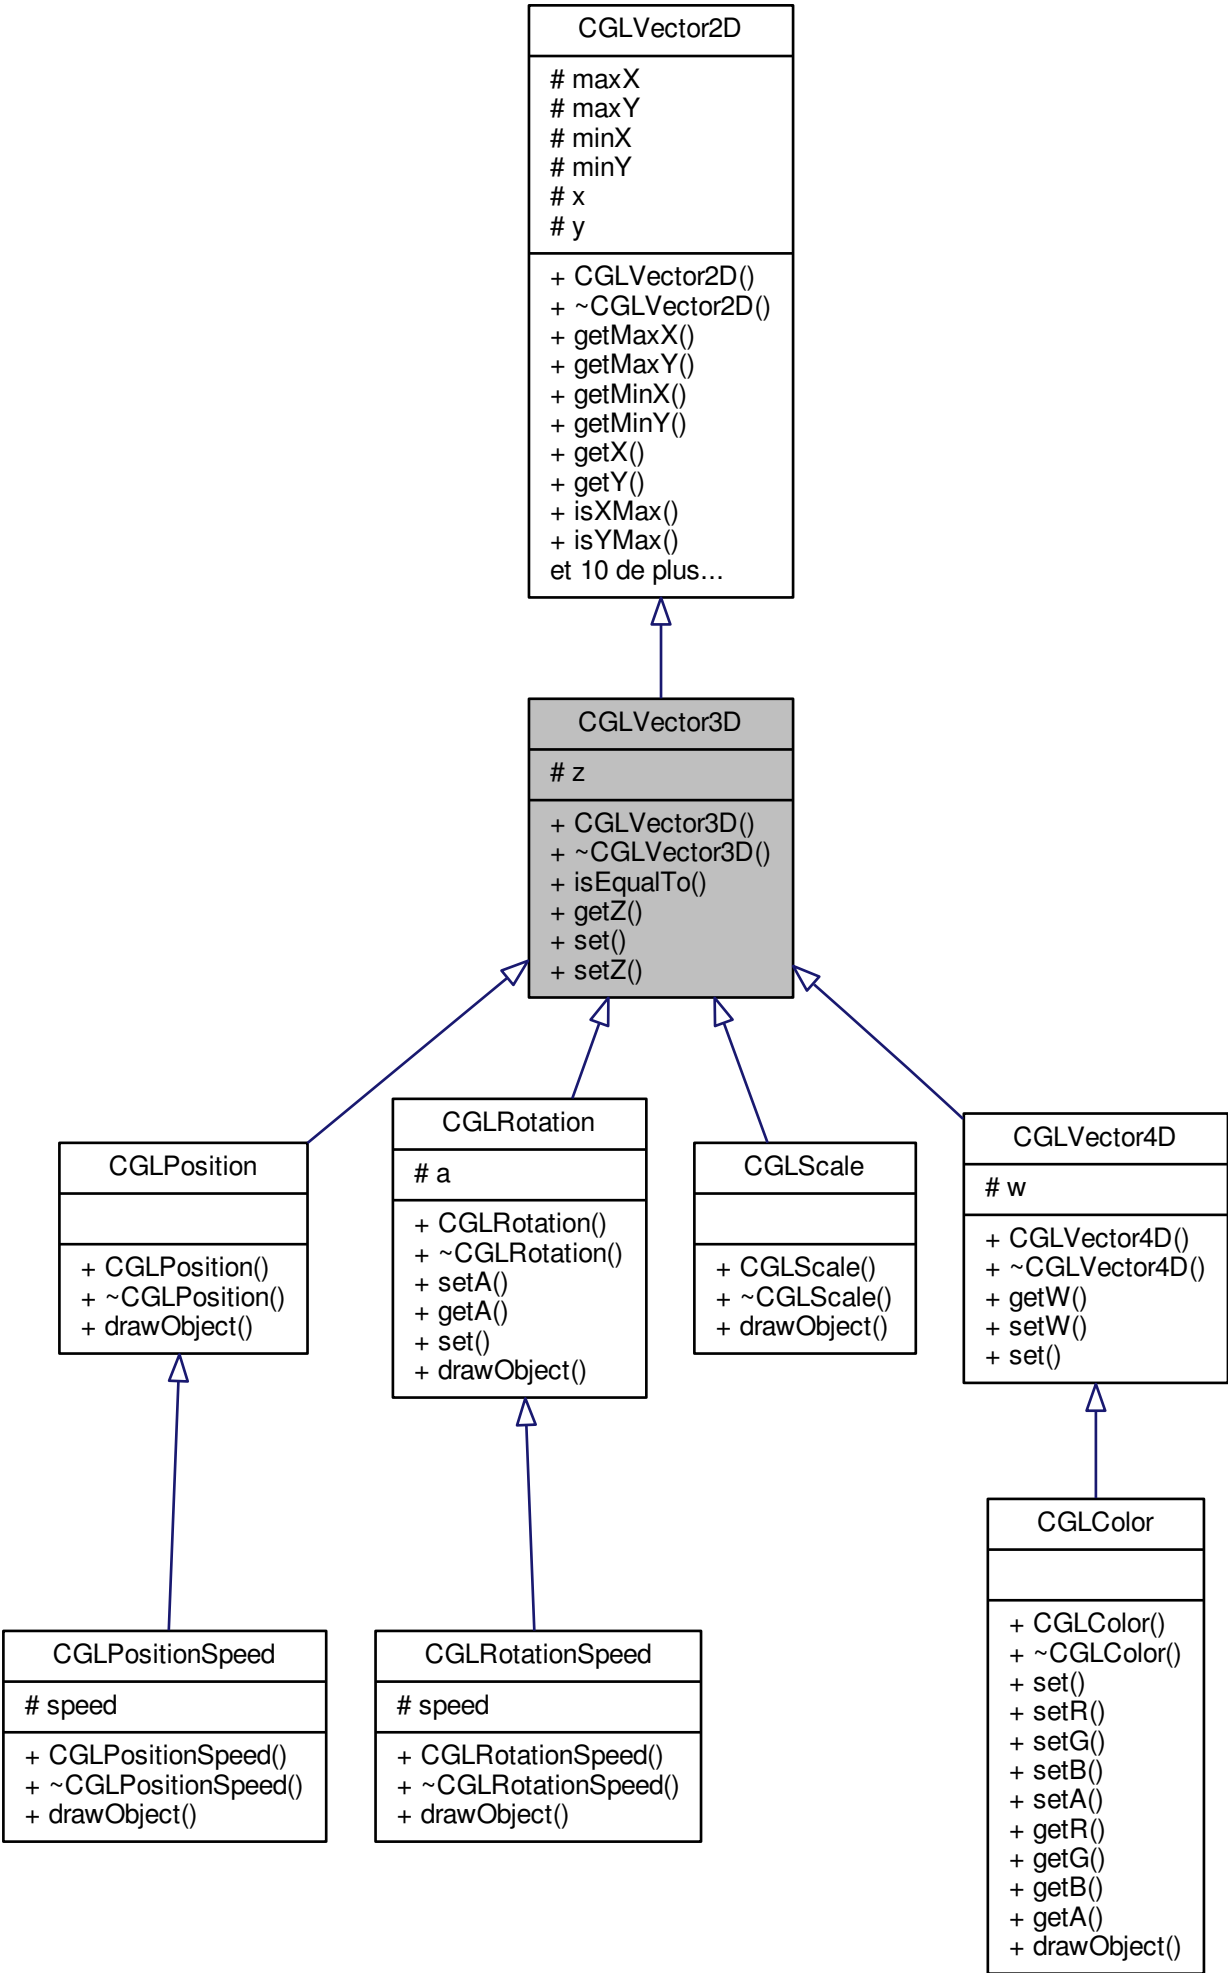 CGLVector2D
# maxX
# maxY
# minX
# minY
# x
# y
+ CGLVector2D()
+ ~CGLVector2D()
+ getMaxX()
+ getMaxY()
+ getMinX()
+ getMinY()
+ getX()
+ getY()
+ isXMax()
+ isYMax()
et 10 de plus...
CGLVector3D
# z
+ CGLVector3D()
+ ~CGLVector3D()
+ isEqualTo()
+ getZ()
+ set()
+ setZ()
CGLPosition
+ CGLPosition()
+ ~CGLPosition()
+ drawObject()
CGLRotation
# a
+ CGLRotation()
+ ~CGLRotation()
+ setA()
+ getA()
+ set()
+ drawObject()
CGLScale
+ CGLScale()
+ ~CGLScale()
+ drawObject()
CGLVector4D
# w
+ CGLVector4D()
+ ~CGLVector4D()
+ getW()
+ setW()
+ set()
CGLPositionSpeed
# speed
+ CGLPositionSpeed()
+ ~CGLPositionSpeed()
+ drawObject()
CGLRotationSpeed
# speed
+ CGLRotationSpeed()
+ ~CGLRotationSpeed()
+ drawObject()
CGLColor
+ CGLColor()
+ ~CGLColor()
+ set()
+ setR()
+ setG()
+ setB()
+ setA()
+ getR()
+ getG()
+ getB()
+ getA()
+ drawObject()